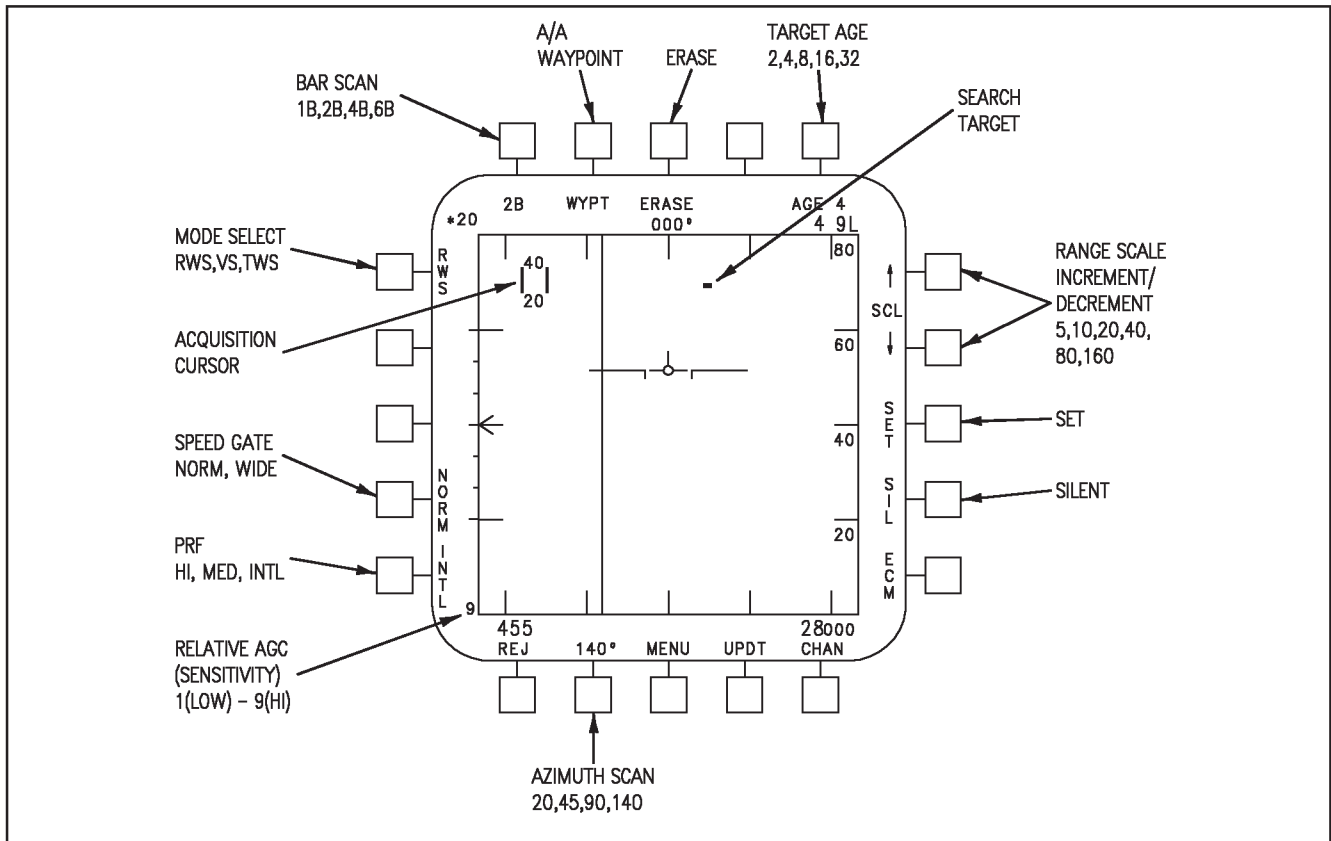 A/A
WAYPOINT
ERASE
TARGET AGE
2,4,8,16,32
BAR SCAN
1B,2B,4B,6B
SEARCH
TARGET
2B WYPT ERASE AGE 4
*20 000° 4 9L
MODE SELECT
RWS,VS,TWS
RWS
40
20
80
SCL
RANGE SCALE
INCREMENT/
DECREMENT
5,10,20,40,
80,160
ACQUISITION
CURSOR
60
SET
SET
40
SPEED GATE
NORM, WIDE
NORM
SIL
SILENT
20
PRF
HI, MED, INTL
INTL
ECM
9
455 28000
REJ 140° MENU UPDT CHAN
RELATIVE AGC
(SENSITIVITY)
1(LOW) – 9(HI)
AZIMUTH SCAN
20,45,90,140